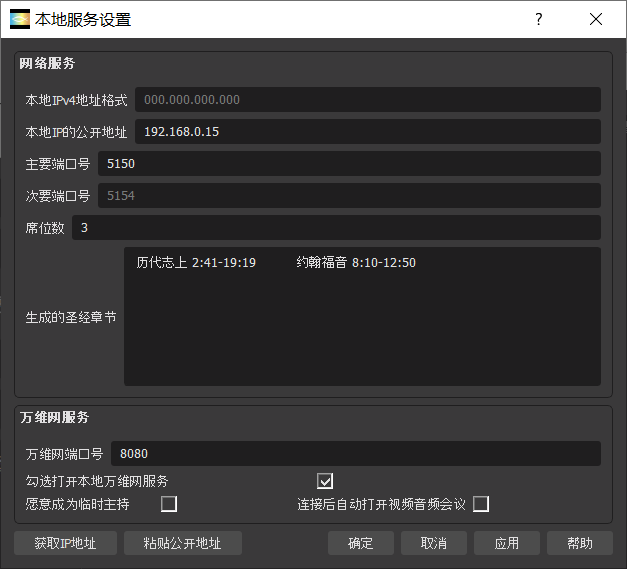 本地服务设置
网络服务
本地IPv4地址格式 000.000.000.000
本地IP的公开地址 192.168.0.15
主要端口号 5150
次要端口号 5154
席位数 3
历代志上 2:41-19:19 约翰福音 8:10-12:50
生成的圣经章节
万维网服务
万维网端口号 8080
勾选打开本地万维网服务
愿意成为临时主持 连接后自动打开视频音频会议
获取IP地址 粘贴公开地址 确定 取消 应用 帮助